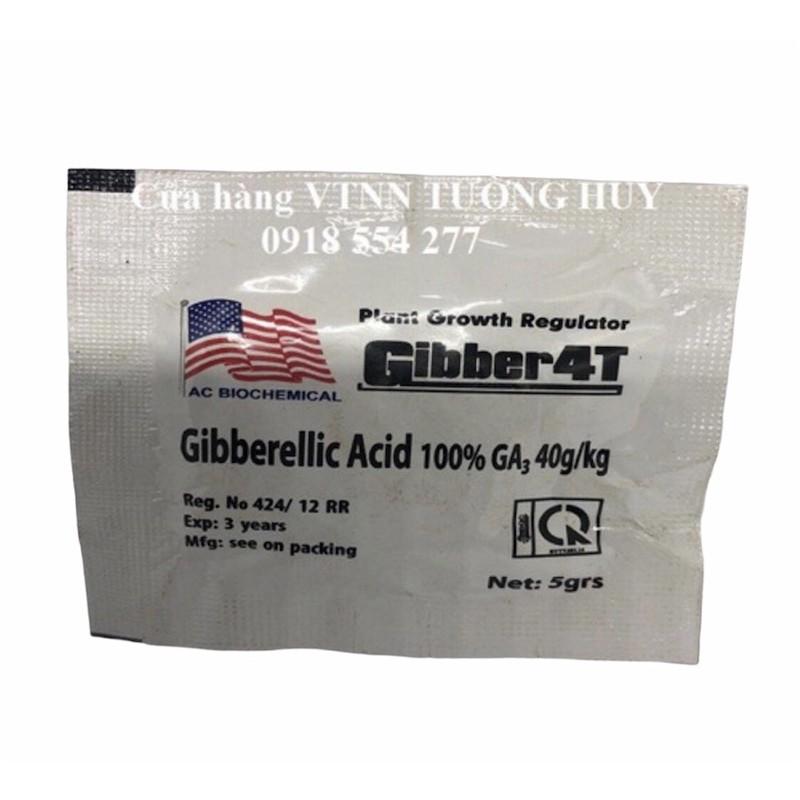 Cửa hàng VTNN TƯỜNG HUY
0918 554 277
Plant Growth Regulator
Gibber4T
AC BIOCHEMICAL
Gibberellic Acid 100% GA₃ 40g/kg
Reg. No 424/ 12 RR
Exp: 3 years
Mfg: see on packing
Net: 5grs